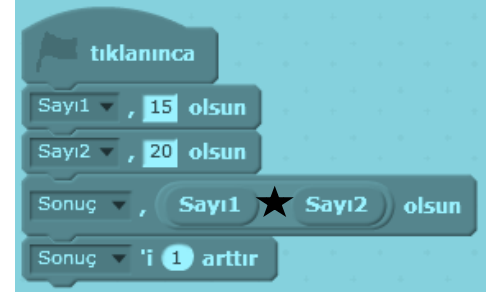 tıklanınca
Sayı1 , 15 olsun
Sayı2 , 20 olsun
Sonuç , Sayı1 ★ Sayı2 olsun
Sonuç 'i 1 arttır